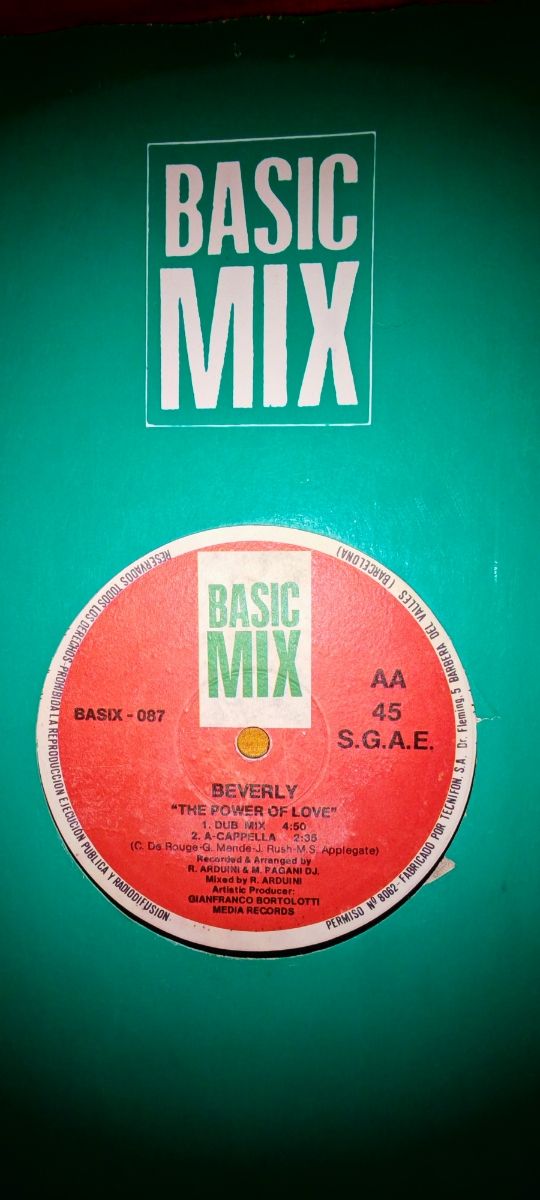 BASIC
MIX
RESERVADOS TODOS LOS DERECHOS-PROHIBIDA LA REPRODUCCION EJECUCIÓN PUBLICA Y RADIODIFUSION.
PERMISO Nº 8062-FABRICADO POR TECNIFON S.A. Dr. Fleming, 5 BARBERA DEL VALLES (BARCELONA)
BASIC
MIX
BASIX - 087
AA
45
S.G.A.E.
BEVERLY
"THE POWER OF LOVE"
1. DUB MIX 4:50
2. A-CAPPELLA 2:35
(C. De Rouge-G. Mende-J. Rush-M.S. Applegate)
Recorded & Arranged by
R. ARDUINI & M. PAGANI DJ.
Mixed by R. ARDUINI
Artistic Producer:
GIANFRANCO BORTOLOTTI
MEDIA RECORDS